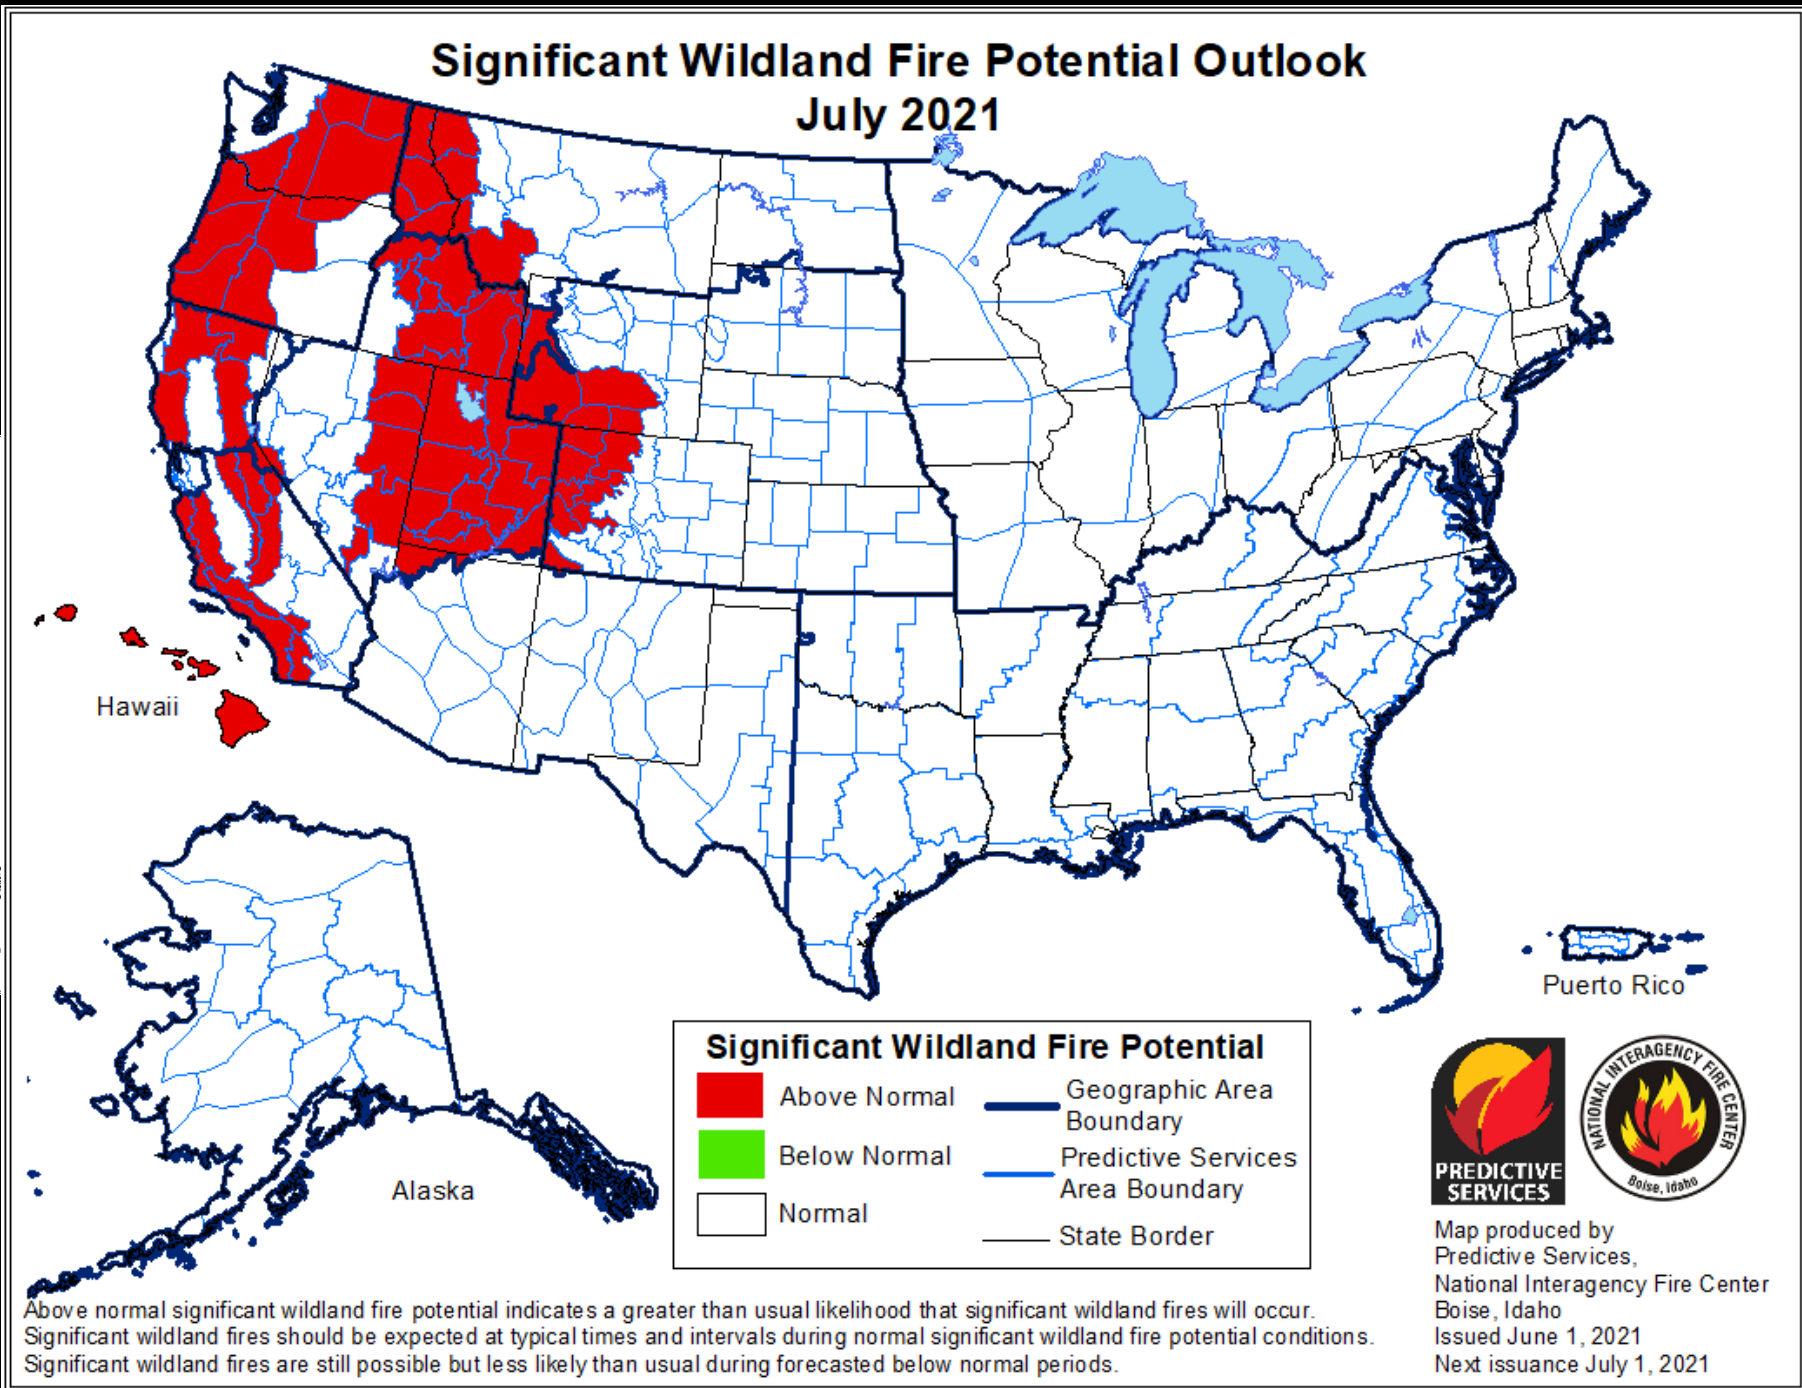 Significant Wildland Fire Potential Outlook
July 2021
Hawaii
Alaska
Puerto Rico
Significant Wildland Fire Potential
Above Normal
Below Normal
Normal
Geographic Area
Boundary
Predictive Services
Area Boundary
State Border
PREDICTIVE
SERVICES
NATIONAL INTERAGENCY FIRE CENTER
Boise, Idaho
Map produced by
Predictive Services,
National Interagency Fire Center
Boise, Idaho
Issued June 1, 2021
Next issuance July 1, 2021
Above normal significant wildland fire potential indicates a greater than usual likelihood that significant wildland fires will occur.
Significant wildland fires should be expected at typical times and intervals during normal significant wildland fire potential conditions.
Significant wildland fires are still possible but less likely than usual during forecasted below normal periods.